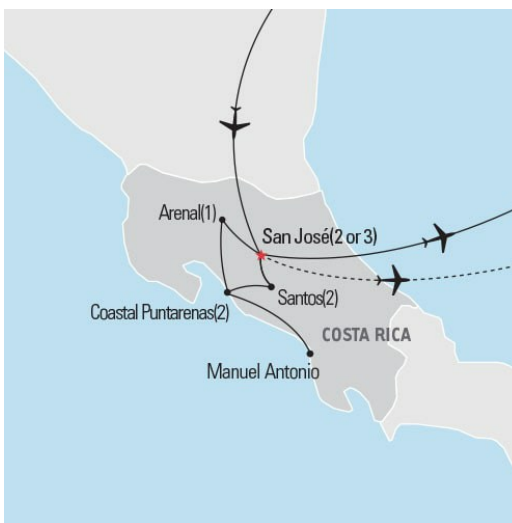 Arenal(1)
San José(2 or 3)
Santos(2)
Coastal Puntarenas(2)
COSTA RICA
Manuel Antonio